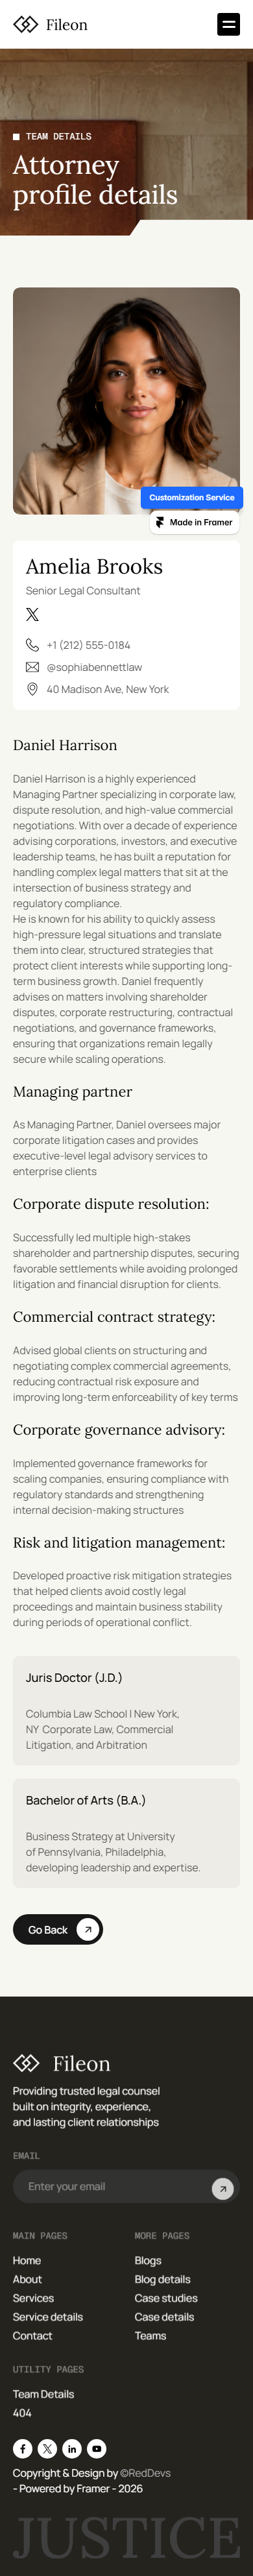 Fileon
TEAM DETAILS
Attorney
profile details
Customization Service
Made in Framer
Amelia Brooks
Senior Legal Consultant
+1 (212) 555-0184
@sophiabennettlaw
40 Madison Ave, New York
Daniel Harrison
Daniel Harrison is a highly experienced
Managing Partner specializing in corporate law,
dispute resolution, and high-value commercial
negotiations. With over a decade of experience
advising corporations, investors, and executive
leadership teams, he has built a reputation for
handling complex legal matters that sit at the
intersection of business strategy and
regulatory compliance.
He is known for his ability to quickly assess
high-pressure legal situations and translate
them into clear, structured strategies that
protect client interests while supporting long-
term business growth. Daniel frequently
advises on matters involving shareholder
disputes, corporate restructuring, contractual
negotiations, and governance frameworks,
ensuring that organizations remain legally
secure while scaling operations.
Managing partner
As Managing Partner, Daniel oversees major
corporate litigation cases and provides
executive-level legal advisory services to
enterprise clients
Corporate dispute resolution:
Successfully led multiple high-stakes
shareholder and partnership disputes, securing
favorable settlements while avoiding prolonged
litigation and financial disruption for clients.
Commercial contract strategy:
Advised global clients on structuring and
negotiating complex commercial agreements,
reducing contractual risk exposure and
improving long-term enforceability of key terms
Corporate governance advisory:
Implemented governance frameworks for
scaling companies, ensuring compliance with
regulatory standards and strengthening
internal decision-making structures
Risk and litigation management:
Developed proactive risk mitigation strategies
that helped clients avoid costly legal
proceedings and maintain business stability
during periods of operational conflict.
Juris Doctor (J.D.)
Columbia Law School | New York,
NY Corporate Law, Commercial
Litigation, and Arbitration
Bachelor of Arts (B.A.)
Business Strategy at University
of Pennsylvania, Philadelphia,
developing leadership and expertise.
Go Back
Fileon
Providing trusted legal counsel
built on integrity, experience,
and lasting client relationships
EMAIL
Enter your email
MAIN PAGES
Home
About
Services
Service details
Contact
MORE PAGES
Blogs
Blog details
Case studies
Case details
Teams
UTILITY PAGES
Team Details
404
Copyright & Design by ©RedDevs
- Powered by Framer - 2026
JUSTICE